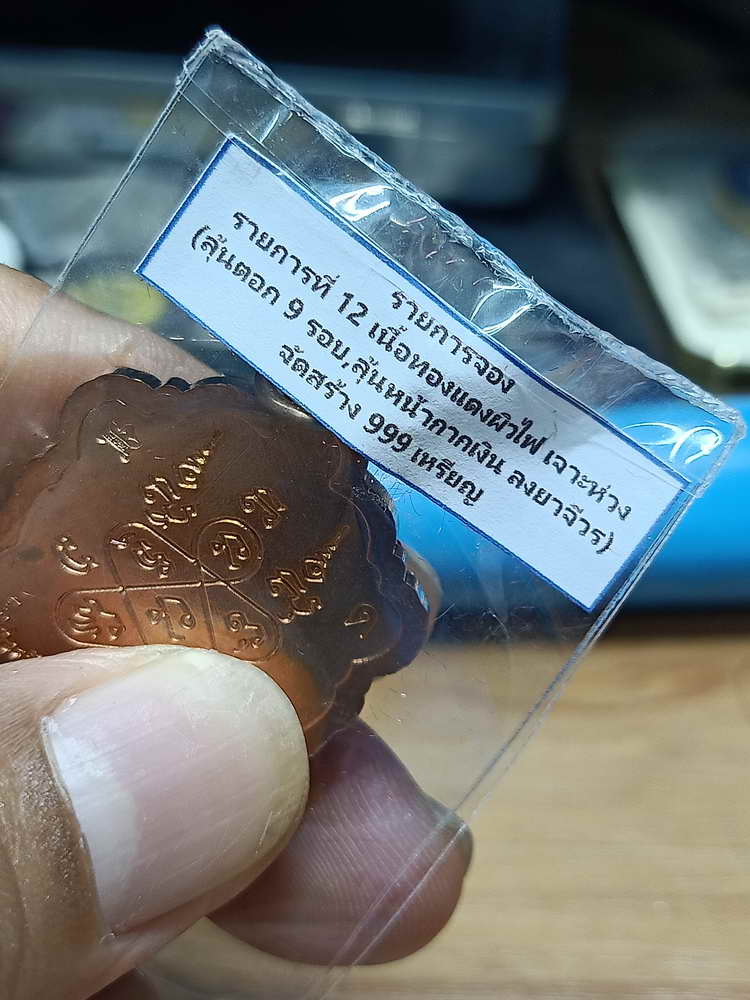 รายการจอง
รายการที่ 12 เนื้อทองแดงผิวไฟ เจาะห่วง
(ลุ้นตอก 9 รอบ,ลุ้นหน้ากากเงิน ลงยาจีวร)
จัดสร้าง 999 เหรียญ